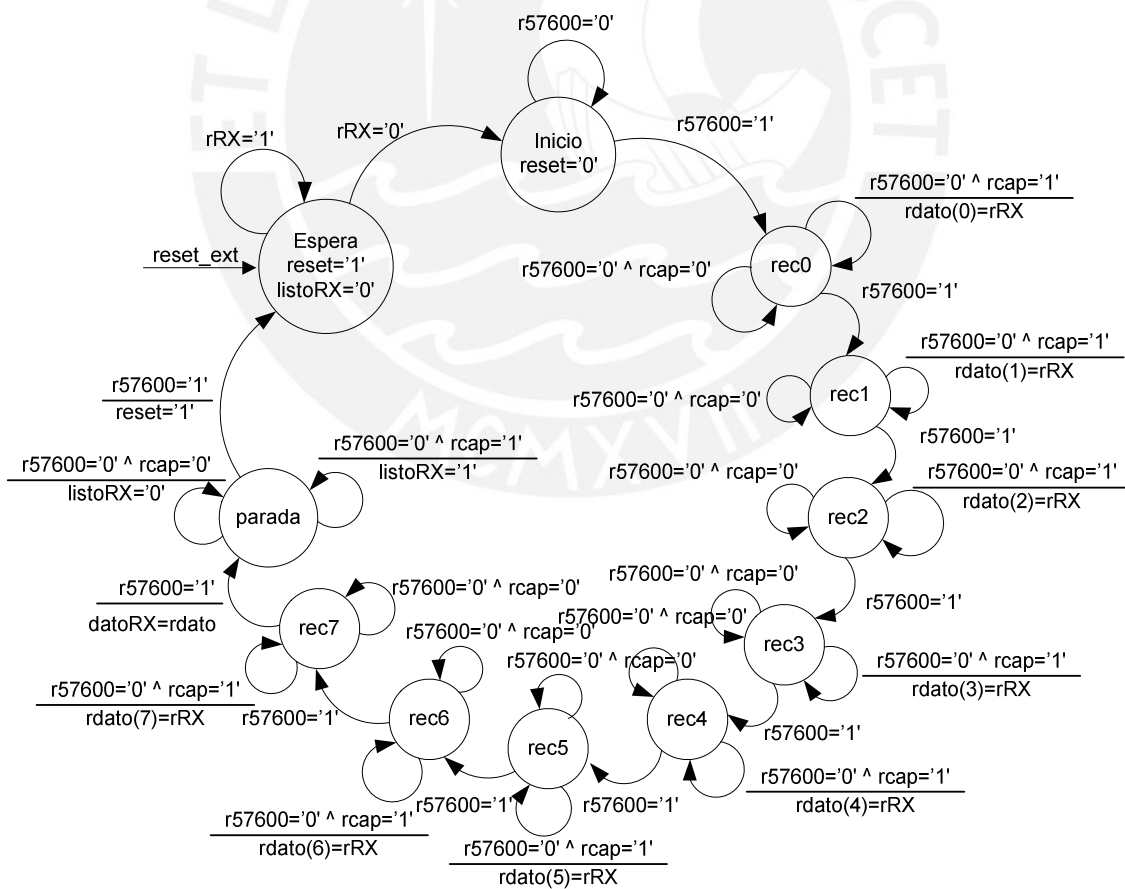 ET L
OCET
MCMXVII
r57600='0'
Inicio
reset='0'
rRX='0'
r57600='1'
rRX='1'
Espera
reset='1'
listoRX='0'
reset_ext
r57600='0' ^ rcap='1'
rdato(0)=rRX
rec0
r57600='0' ^ rcap='0'
r57600='1'
r57600='0' ^ rcap='1'
rdato(1)=rRX
rec1
r57600='0' ^ rcap='0'
r57600='1'
r57600='0' ^ rcap='0'
r57600='0' ^ rcap='1'
rdato(2)=rRX
rec2
r57600='1'
r57600='0' ^ rcap='0'
rec3
r57600='0' ^ rcap='1'
rdato(3)=rRX
r57600='1'
r57600='0' ^ rcap='0'
rec4
r57600='0' ^ rcap='1'
rdato(4)=rRX
r57600='1'
r57600='0' ^ rcap='0'
rec5
r57600='0' ^ rcap='1'
rdato(5)=rRX
r57600='1'
r57600='0' ^ rcap='0'
rec6
r57600='0' ^ rcap='1'
rdato(6)=rRX
r57600='1'
r57600='0' ^ rcap='0'
rec7
r57600='0' ^ rcap='1'
rdato(7)=rRX
r57600='1'
datoRX=rdato
parada
r57600='0' ^ rcap='0'
listoRX='0'
r57600='0' ^ rcap='1'
listoRX='1'
r57600='1'
reset='1'